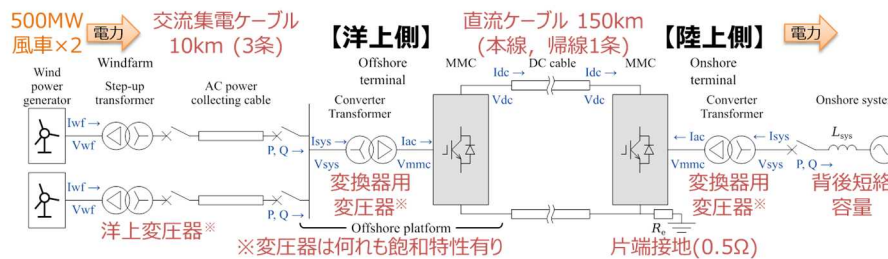 500MW
風車×2
電力
交流集電ケーブル
10km (3条)
【洋上側】
直流ケーブル 150km
(本線，帰線1条)
【陸上側】
電力
Wind
power
generator
Windfarm
Step-up
transformer
AC power
collecting cable
Offshore
terminal
Converter
Transformer
MMC
Idc →
DC cable
Idc →
MMC
Onshore
terminal
Converter
Transformer
Onshore syste
Vdc
Vdc
Iwf →
Vwf
Isys →
Iac →
P, Q →
Vsys
Vmmc
← Iac
← Isys
Lsys
Vmmc
Vsys
P, Q →
変換器用
変圧器※
変換器用
変圧器※
背後短絡
容量
Iwf →
Vwf
P, Q →
洋上変圧器※
Offshore platform
Re
※変圧器は何れも飽和特性有り
片端接地(0.5Ω)